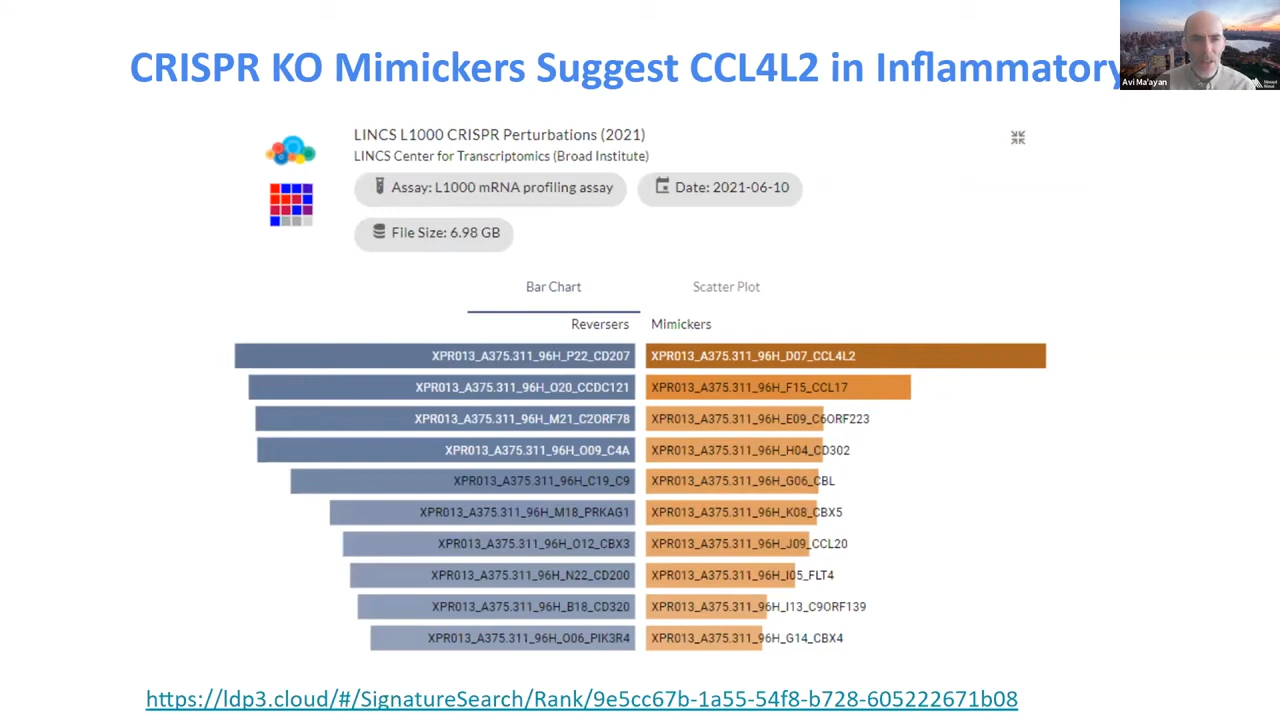 CRISPR KO Mimickers Suggest CCL4L2 in Inflammatory
Avi Ma'ayan
Mount
Sinai
LINCS L1000 CRISPR Perturbations (2021)
LINCS Center for Transcriptomics (Broad Institute)
Assay: L1000 mRNA profiling assay
Date: 2021-06-10
File Size: 6.98 GB
Bar Chart
Scatter Plot
Reversers
Mimickers
XPR013_A375.311_96H_P22_CD207
XPR013_A375.311_96H_D07_CCL4L2
XPR013_A375.311_96H_O20_CCDC121
XPR013_A375.311_96H_F15_CCL17
XPR013_A375.311_96H_M21_C2ORF78
XPR013_A375.311_96H_E09_C6ORF223
XPR013_A375.311_96H_O09_C4A
XPR013_A375.311_96H_H04_CD302
XPR013_A375.311_96H_C19_C9
XPR013_A375.311_96H_G06_CBL
XPR013_A375.311_96H_M18_PRKAG1
XPR013_A375.311_96H_K08_CBX5
XPR013_A375.311_96H_O12_CBX3
XPR013_A375.311_96H_J09_CCL20
XPR013_A375.311_96H_N22_CD200
XPR013_A375.311_96H_I05_FLT4
XPR013_A375.311_96H_B18_CD320
XPR013_A375.311_96H_I13_C9ORF139
XPR013_A375.311_96H_O06_PIK3R4
XPR013_A375.311_96H_G14_CBX4
https://ldp3.cloud/#/SignatureSearch/Rank/9e5cc67b-1a55-54f8-b728-605222671b08